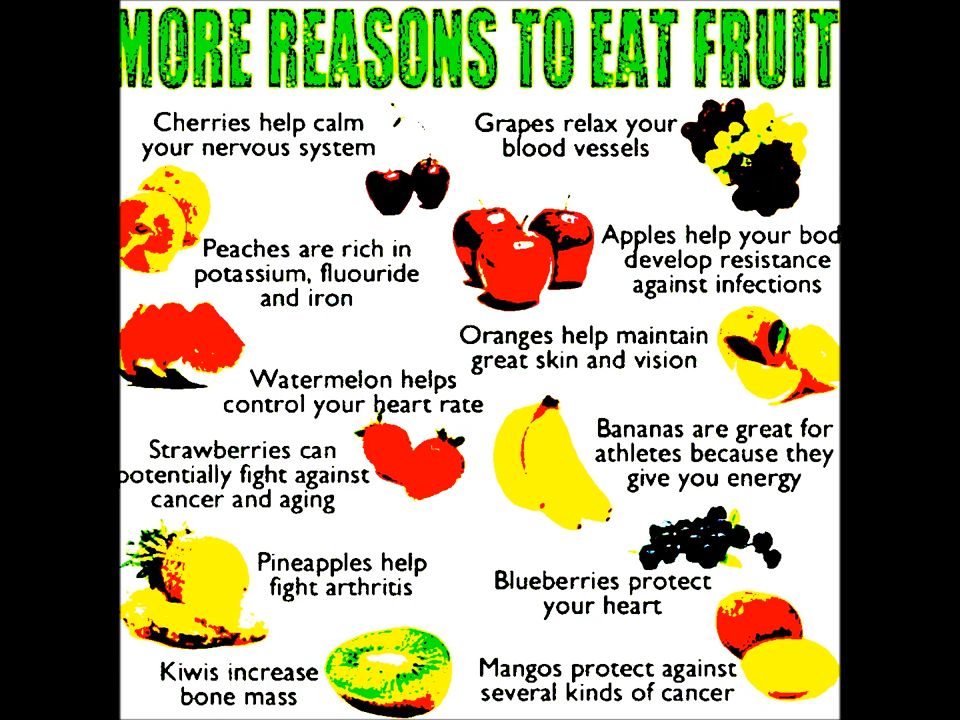 MORE REASONS TO EAT FRUIT
Cherries help calm
your nervous system
Grapes relax your
blood vessels
Peaches are rich in
potassium, fluouride
and iron
Apples help your bod
develop resistance
against infections
Oranges help maintain
great skin and vision
Watermelon helps
control your heart rate
Strawberries can
potentially fight against
cancer and aging
Bananas are great for
athletes because they
give you energy
Pineapples help
fight arthritis
Blueberries protect
your heart
Kiwis increase
bone mass
Mangos protect against
several kinds of cancer